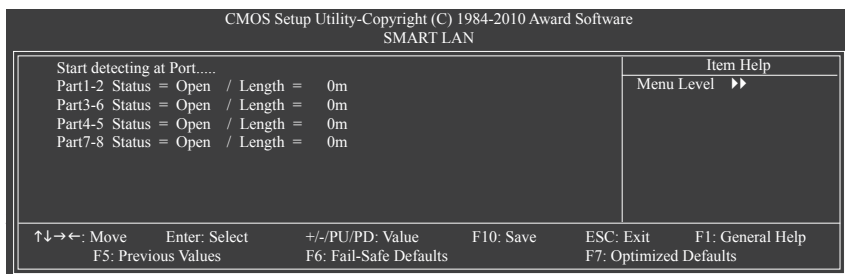 CMOS Setup Utility-Copyright (C) 1984-2010 Award Software
SMART LAN
Start detecting at Port.....
Part1-2 Status = Open / Length = 0m
Part3-6 Status = Open / Length = 0m
Part4-5 Status = Open / Length = 0m
Part7-8 Status = Open / Length = 0m
Item Help
Menu Level ▶▶
↑↓→←: Move Enter: Select +/-/PU/PD: Value F10: Save ESC: Exit F1: General Help
F5: Previous Values F6: Fail-Safe Defaults F7: Optimized Defaults